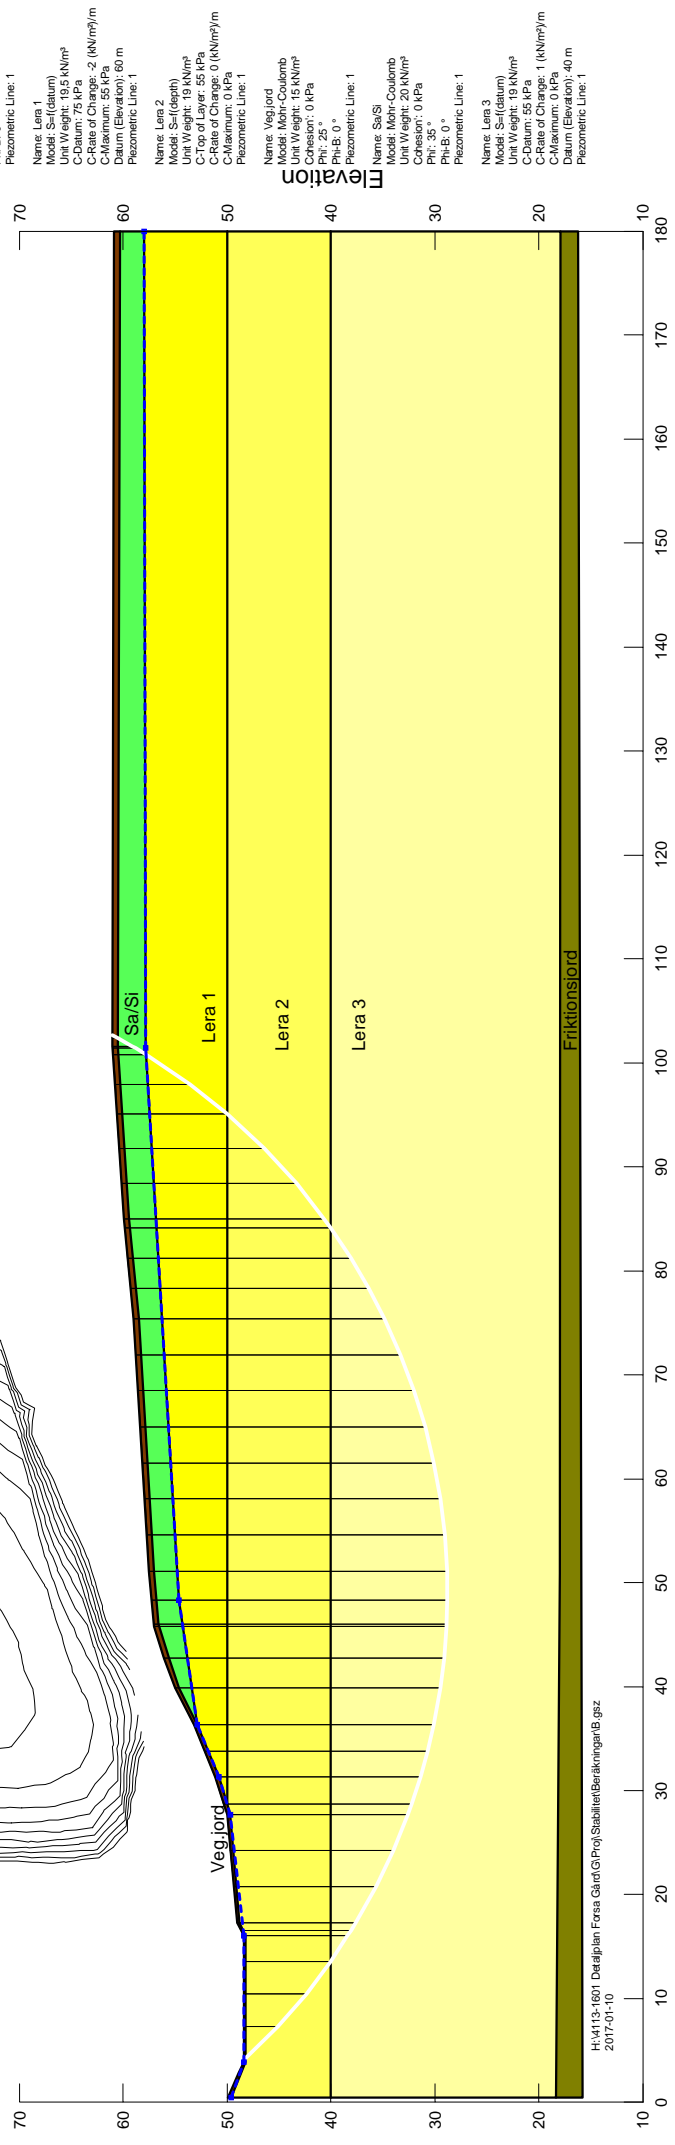 Piezometric Line: 1
Name: Lera 1
Model: S=f(datum)
Unit Weight: 19,5 kN/m³
C-Datum: 75 kPa
C-Rate of Change: -2 (kN/m²)/m
C-Maximum: 55 kPa
Datum (Elevation): 60 m
Piezometric Line: 1
Name: Lera 2
Model: S=f(depth)
Unit Weight: 19 kN/m³
C-Top of Layer: 55 kPa
C-Rate of Change: 0 (kN/m²)/m
C-Maximum: 0 kPa
Piezometric Line: 1
Name: Veg.jord
Model: Mohr-Coulomb
Unit Weight: 15 kN/m³
Cohesion': 0 kPa
Phi': 25 °
Phi-B: 0 °
Piezometric Line: 1
Name: Sa/Si
Model: Mohr-Coulomb
Unit Weight: 20 kN/m³
Cohesion': 0 kPa
Phi': 35 °
Phi-B: 0 °
Piezometric Line: 1
Name: Lera 3
Model: S=f(datum)
Unit Weight: 19 kN/m³
C-Datum: 55 kPa
C-Rate of Change: 1 (kN/m²)/m
C-Maximum: 0 kPa
Datum (Elevation): 40 m
Piezometric Line: 1
Elevation
70
60
50
40
30
20
10
Sa/Si
Lera 1
Lera 2
Lera 3
Friktionsjord
Veg.jord
70
60
50
40
30
20
10
0
10
20
30
40
50
60
70
80
90
100
110
120
130
140
150
160
170
180
H:\4113-1601 Detaljplan Forsa Gård\G\Proj\Stabilitet\Beräkningar\B.gsz
2017-01-10